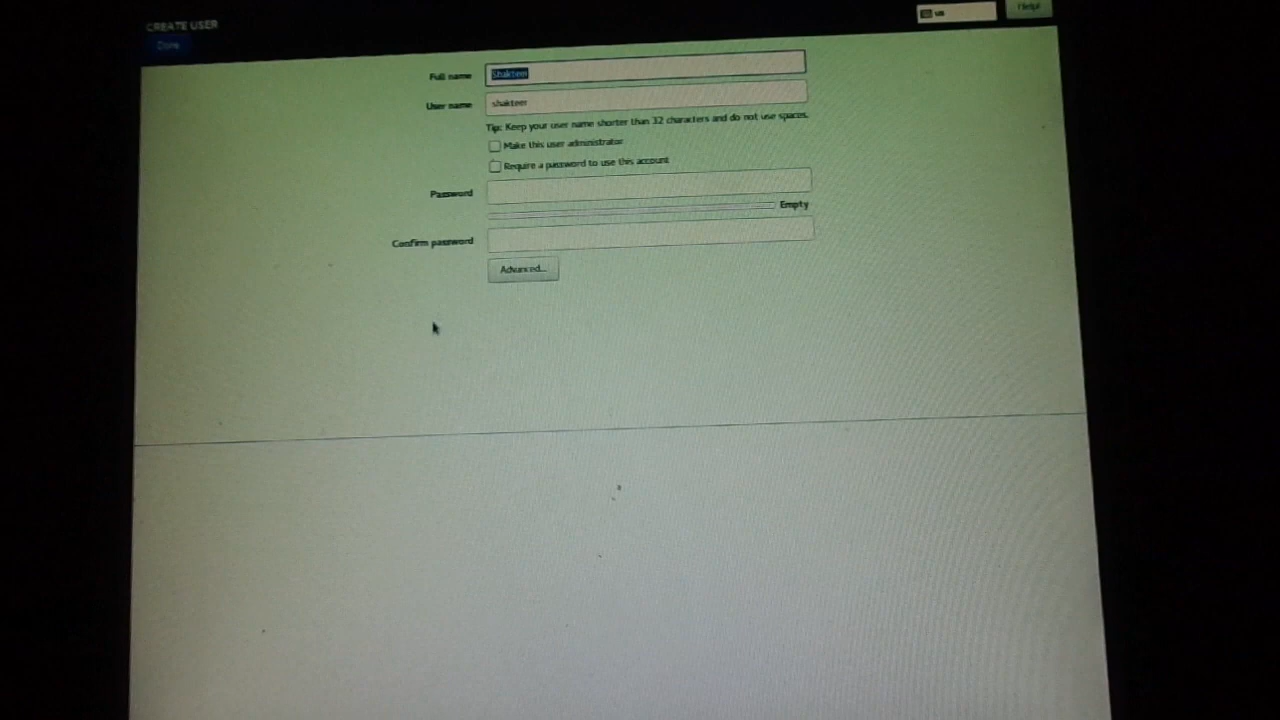 CREATE USER
Done
us
Help!
Full name
Shakteer
User name
shakteer
Tip: Keep your user name shorter than 32 characters and do not use spaces.
Make this user administrator
Require a password to use this account
Password
Empty
Confirm password
Advanced...